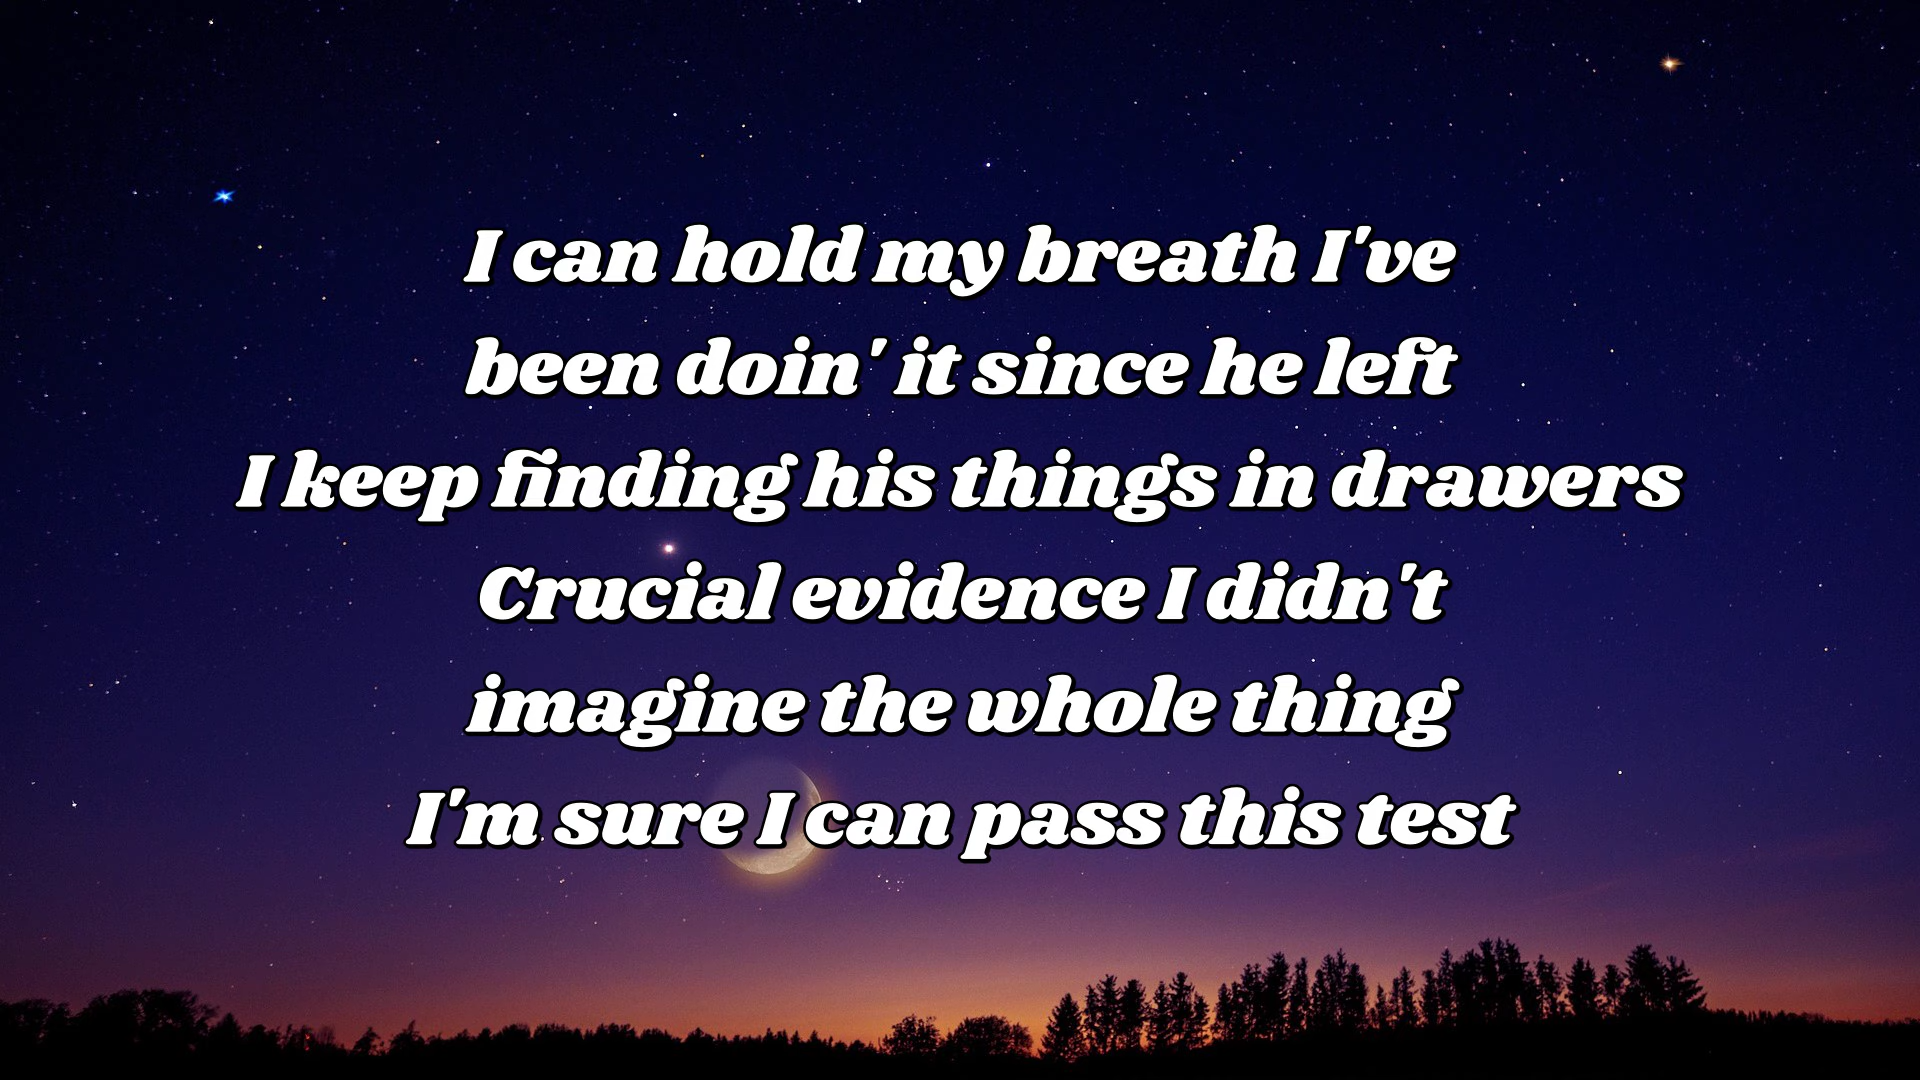 I can hold my breath I've
been doin' it since he left
I keep finding his things in drawers
Crucial evidence I didn't
imagine the whole thing
I'm sure I can pass this test